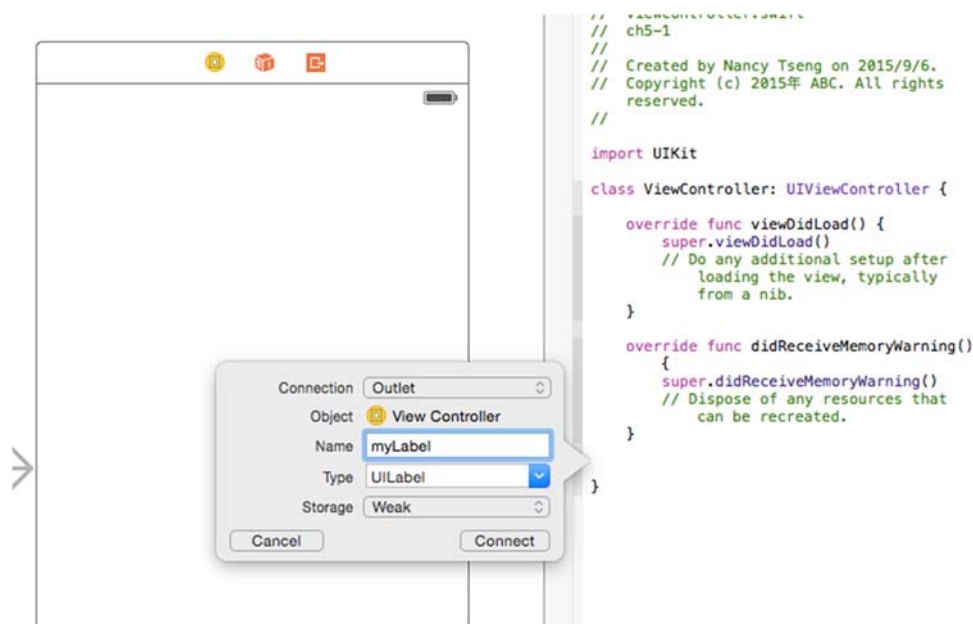 // ViewController.swift
// ch5-1
//
// Created by Nancy Tseng on 2015/9/6.
// Copyright (c) 2015年 ABC. All rights
reserved.
//
import UIKit
class ViewController: UIViewController {
override func viewDidLoad() {
super.viewDidLoad()
// Do any additional setup after
loading the view, typically
from a nib.
}
override func didReceiveMemoryWarning()
{
super.didReceiveMemoryWarning()
// Dispose of any resources that
can be recreated.
}
}
Connection Outlet
Object View Controller
Name myLabel
Type UILabel
Storage Weak
Cancel Connect